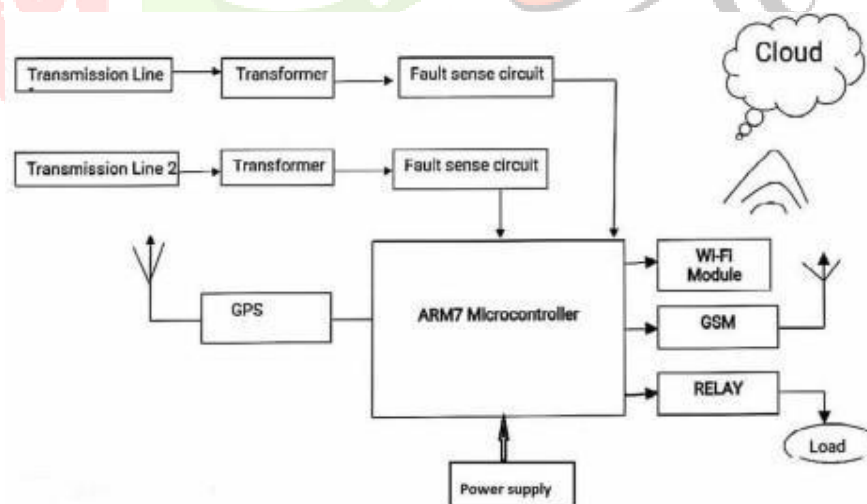 Cloud
Transmission Line
Transformer
Fault sense circuit
Transmission Line 2
Transformer
Fault sense circuit
Wi-Fi
Module
GPS
ARM7 Microcontroller
GSM
RELAY
Load
Power supply